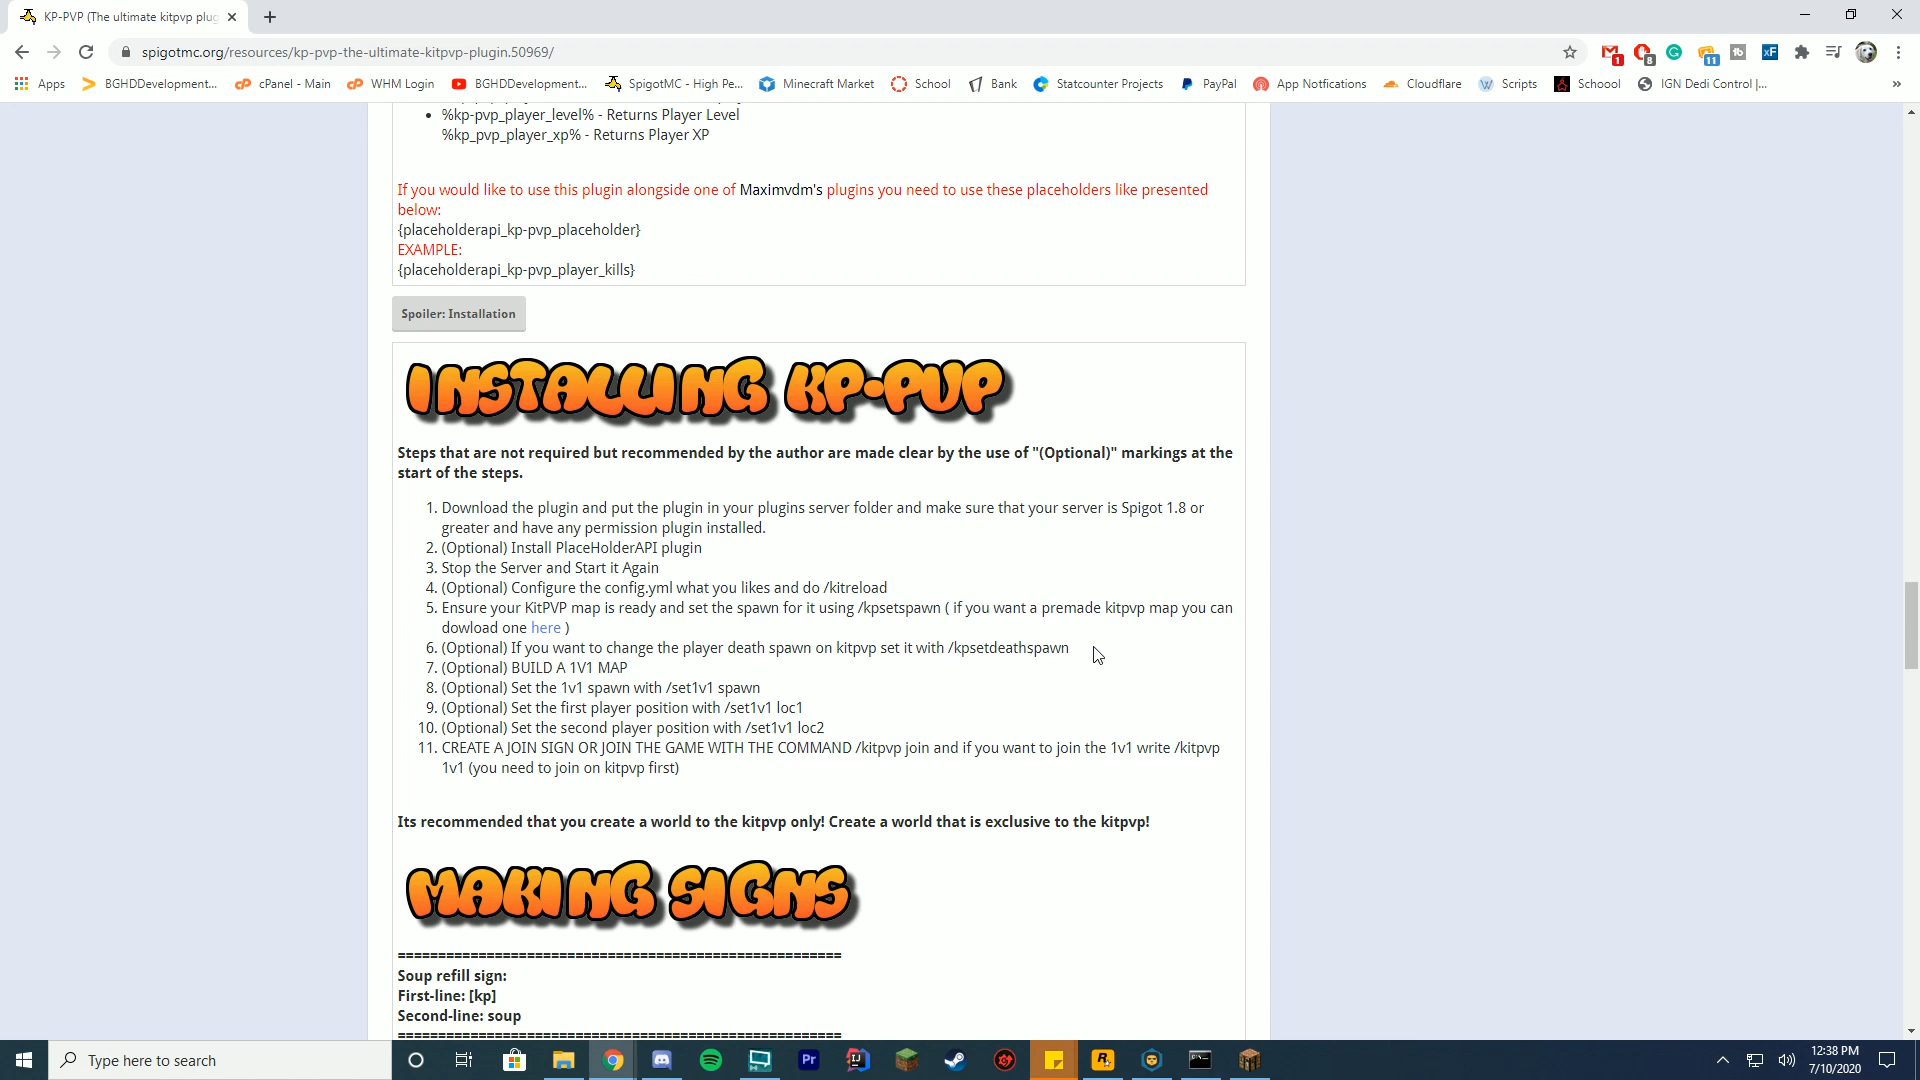 KP-PVP (The ultimate kitpvp plug
spigotmc.org/resources/kp-pvp-the-ultimate-kitpvp-plugin.50969/
1 8 11 fb xF
Apps BGHDDevelopment... cPanel - Main WHM Login BGHDDevelopment... SpigotMC - High Pe... Minecraft Market School Bank Statcounter Projects PayPal App Notfications Cloudflare Scripts Schoool IGN Dedi Control |... »
%kp-pvp_player_level% - Returns Player Level
%kp_pvp_player_xp% - Returns Player XP
If you would like to use this plugin alongside one of Maximvdm's plugins you need to use these placeholders like presented
below:
{placeholderapi_kp-pvp_placeholder}
EXAMPLE:
{placeholderapi_kp-pvp_player_kills}
Spoiler: Installation
INSTALLING KP-PVP
Steps that are not required but recommended by the author are made clear by the use of "(Optional)" markings at the
start of the steps.
1. Download the plugin and put the plugin in your plugins server folder and make sure that your server is Spigot 1.8 or
greater and have any permission plugin installed.
2. (Optional) Install PlaceHolderAPI plugin
3. Stop the Server and Start it Again
4. (Optional) Configure the config.yml what you likes and do /kitreload
5. Ensure your KitPVP map is ready and set the spawn for it using /kpsetspawn ( if you want a premade kitpvp map you can
dowload one here )
6. (Optional) If you want to change the player death spawn on kitpvp set it with /kpsetdeathspawn
7. (Optional) BUILD A 1V1 MAP
8. (Optional) Set the 1v1 spawn with /set1v1 spawn
9. (Optional) Set the first player position with /set1v1 loc1
10. (Optional) Set the second player position with /set1v1 loc2
11. CREATE A JOIN SIGN OR JOIN THE GAME WITH THE COMMAND /kitpvp join and if you want to join the 1v1 write /kitpvp
1v1 (you need to join on kitpvp first)
Its recommended that you create a world to the kitpvp only! Create a world that is exclusive to the kitpvp!
MAKING SIGNS
=====================================================
Soup refill sign:
First-line: [kp]
Second-line: soup
=====================================================
Type here to search
Pr
12:38 PM
7/10/2020